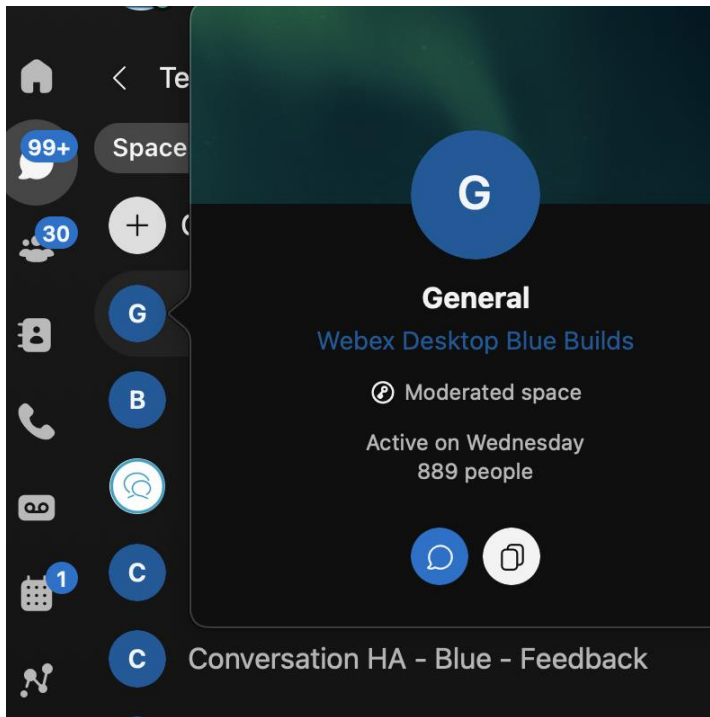 Te
99+
Space
30
G
G
General
Webex Desktop Blue Builds
Moderated space
B
Active on Wednesday
889 people
1
C
C
Conversation HA - Blue - Feedback